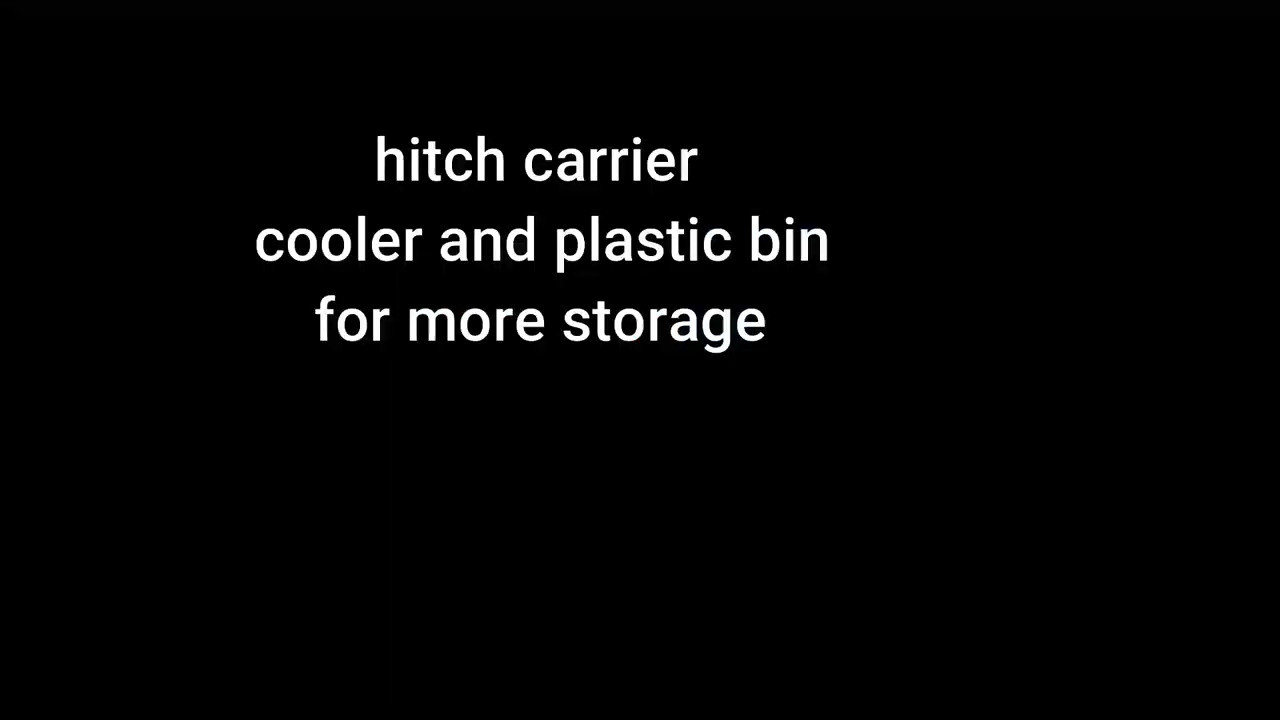 hitch carrier
cooler and plastic bin
for more storage